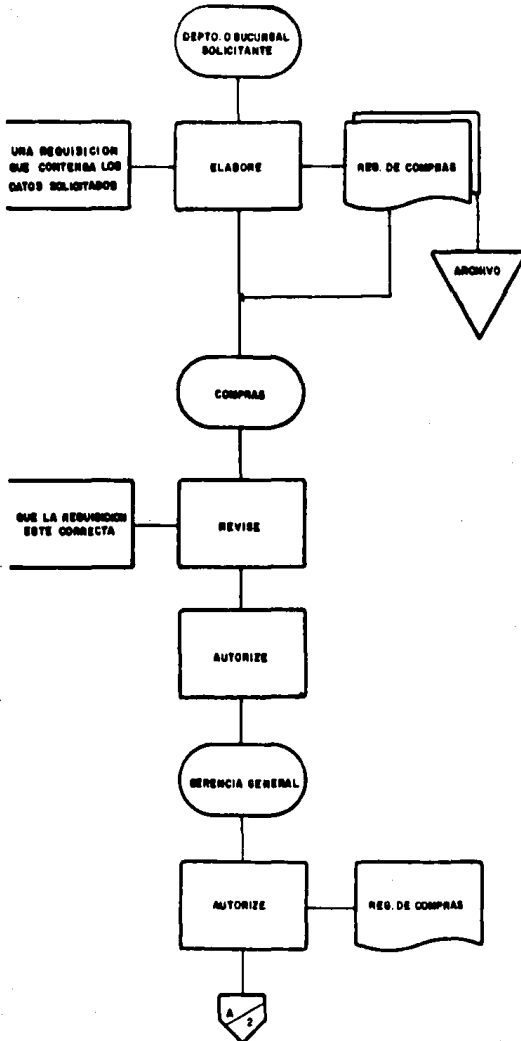 DEPTO. O SUCURSAL
SOLICITANTE
UNA REQUISICION
QUE CONTENGA LOS
DATOS SOLICITADOS
ELABORE
REQ. DE COMPRAS
ARCHIVO
COMPRAS
QUE LA REQUISICION
ESTE CORRECTA
REVISE
AUTORIZE
GERENCIA GENERAL
AUTORIZE
REQ. DE COMPRAS
A
2